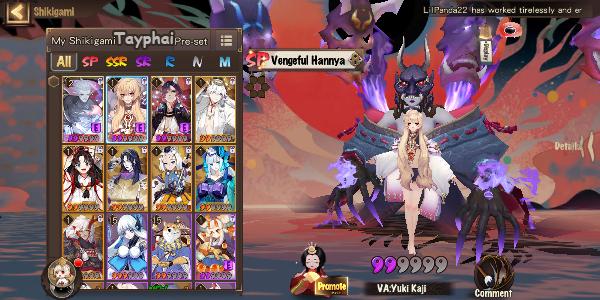 Shikigami
LilPanda22 has worked tirelessly and er
My Shikigami Tayphai Pre-set
All SP SSR SR R N M
SP Vengeful Hannya
Details
Promote
VA:Yuki Kaji
Comment